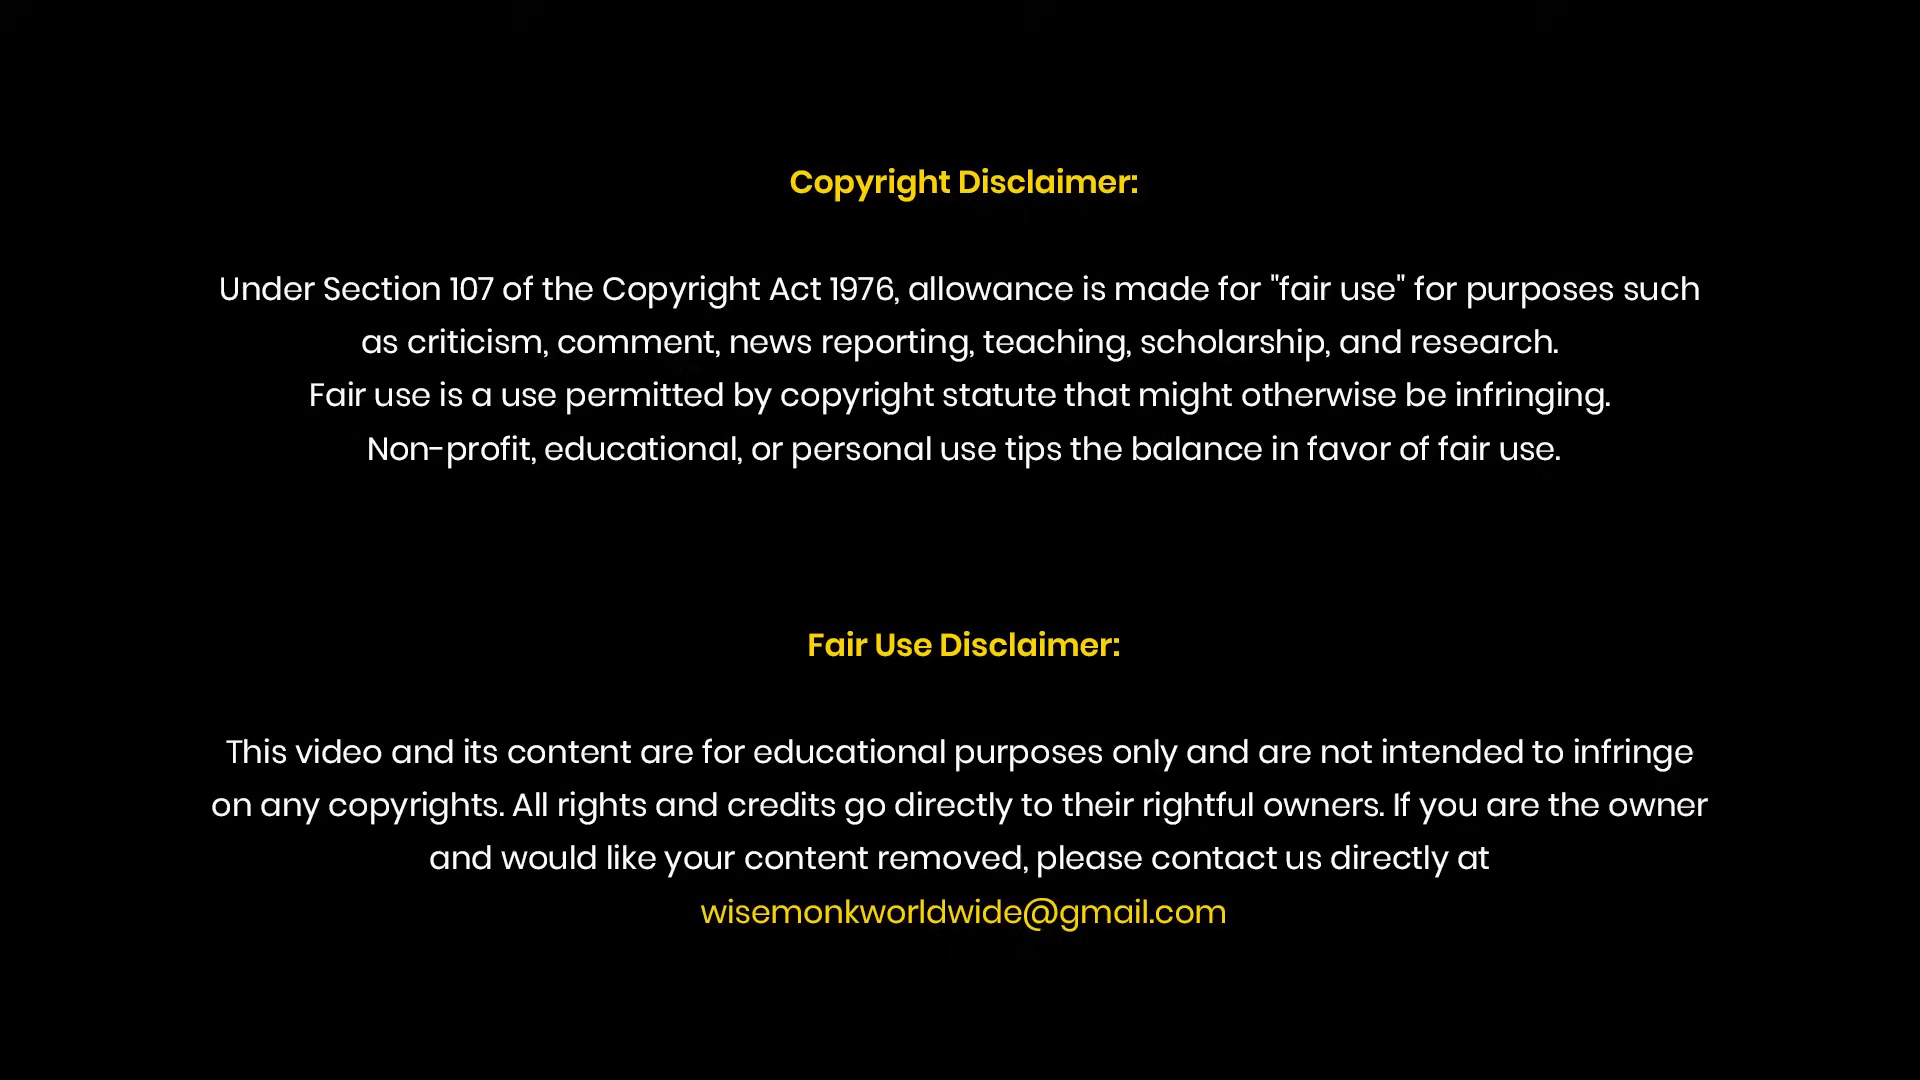 Copyright Disclaimer:
Under Section 107 of the Copyright Act 1976, allowance is made for "fair use" for purposes such
as criticism, comment, news reporting, teaching, scholarship, and research.
Fair use is a use permitted by copyright statute that might otherwise be infringing.
Non-profit, educational, or personal use tips the balance in favor of fair use.
Fair Use Disclaimer:
This video and its content are for educational purposes only and are not intended to infringe
on any copyrights. All rights and credits go directly to their rightful owners. If you are the owner
and would like your content removed, please contact us directly at
wisemonkworldwide@gmail.com